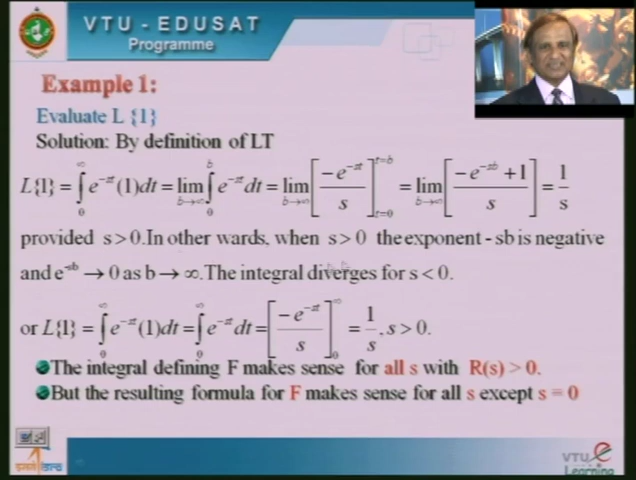 VTU - EDUSAT
Programme
Example 1:
Evaluate L {1}
Solution: By definition of LT
L{1} = ∫₀^∞ e^(-st) (1)dt = lim_(b→∞) ∫₀^b e^(-st) dt = lim_(b→∞) [-e^(-st) / s]_(t=0)^(t=b) = lim_(b→∞) [-e^(-sb) +1 / s] = 1/s
provided s > 0. In other wards, when s > 0 the exponent - sb is negative
and e^(-sb) → 0 as b → ∞. The integral diverges for s < 0.
or L{1} = ∫₀^∞ e^(-st) (1)dt = ∫₀^∞ e^(-st) dt = [-e^(-st) / s]₀^∞ = 1/s, s > 0.
The integral defining F makes sense for all s with R(s) > 0.
But the resulting formula for F makes sense for all s except s = 0
VTU e
Learning